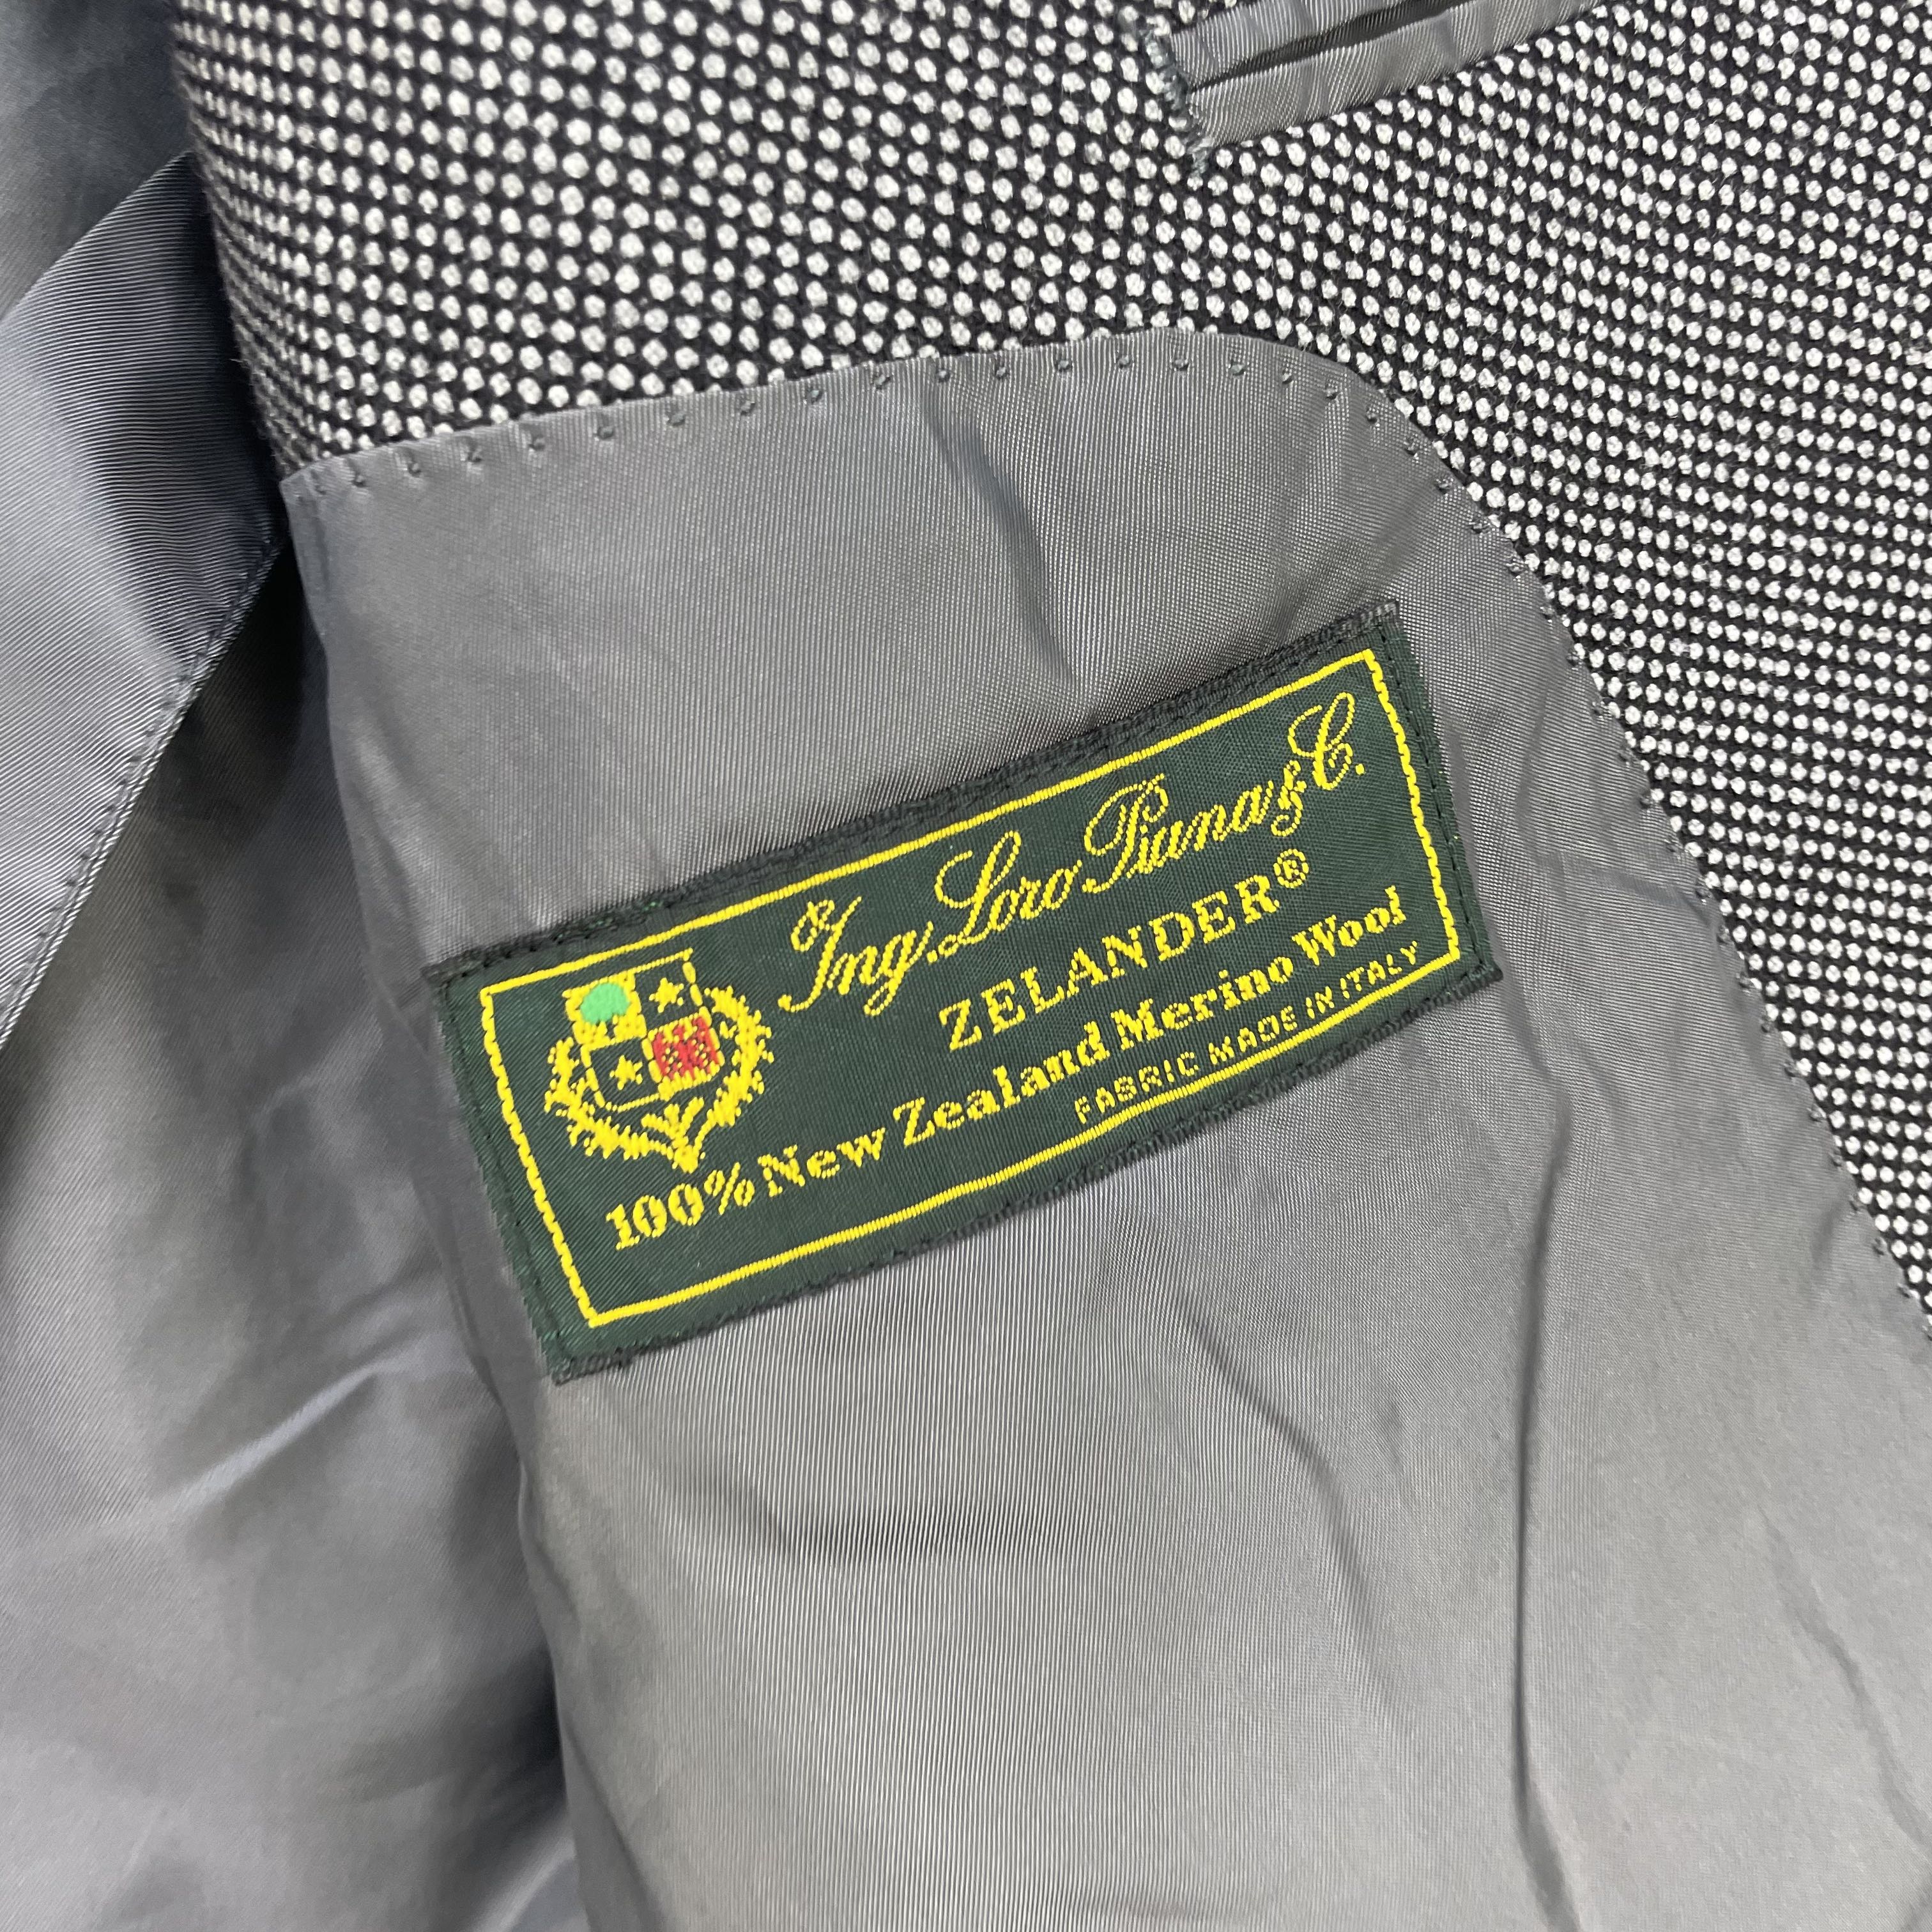 Ing. Loro Piana & C.
ZELANDER®
100% New Zealand Merino Wool
FABRIC MADE IN ITALY